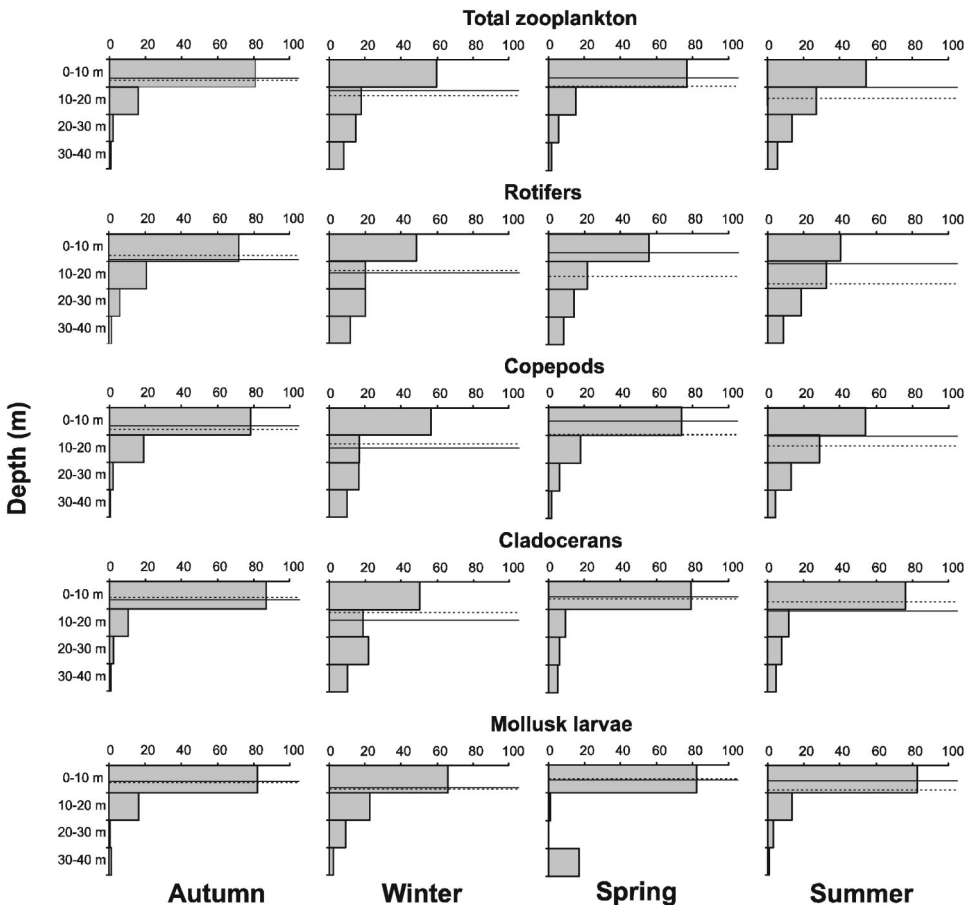 Total zooplankton
0 20 40 60 80 100 0 20 40 60 80 100 0 20 40 60 80 100 0 20 40 60 80 100
0-10 m
10-20 m
20-30 m
30-40 m
Rotifers
0 20 40 60 80 100 0 20 40 60 80 100 0 20 40 60 80 100 0 20 40 60 80 100
0-10 m
10-20 m
20-30 m
30-40 m
Copepods
0 20 40 60 80 100 0 20 40 60 80 100 0 20 40 60 80 100 0 20 40 60 80 100
0-10 m
10-20 m
20-30 m
30-40 m
Depth (m)
Cladocerans
0 20 40 60 80 100 0 20 40 60 80 100 0 20 40 60 80 100 0 20 40 60 80 100
0-10 m
10-20 m
20-30 m
30-40 m
Mollusk larvae
0 20 40 60 80 100 0 20 40 60 80 100 0 20 40 60 80 100 0 20 40 60 80 100
0-10 m
10-20 m
20-30 m
30-40 m
Autumn Winter Spring Summer